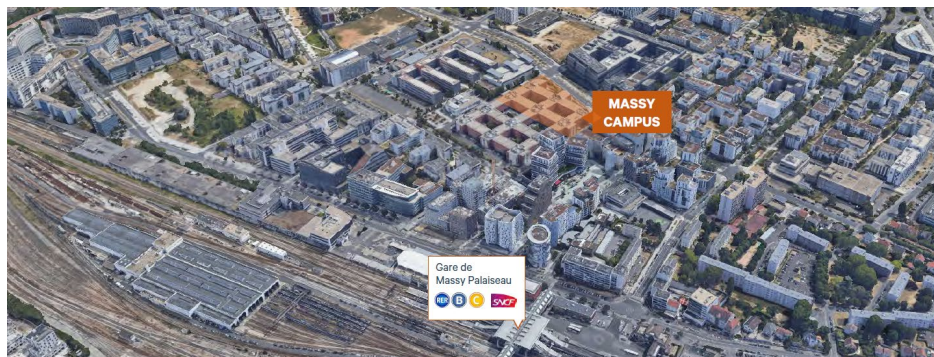 MASSY
CAMPUS
Gare de
Massy Palaiseau
RER B C SNCF